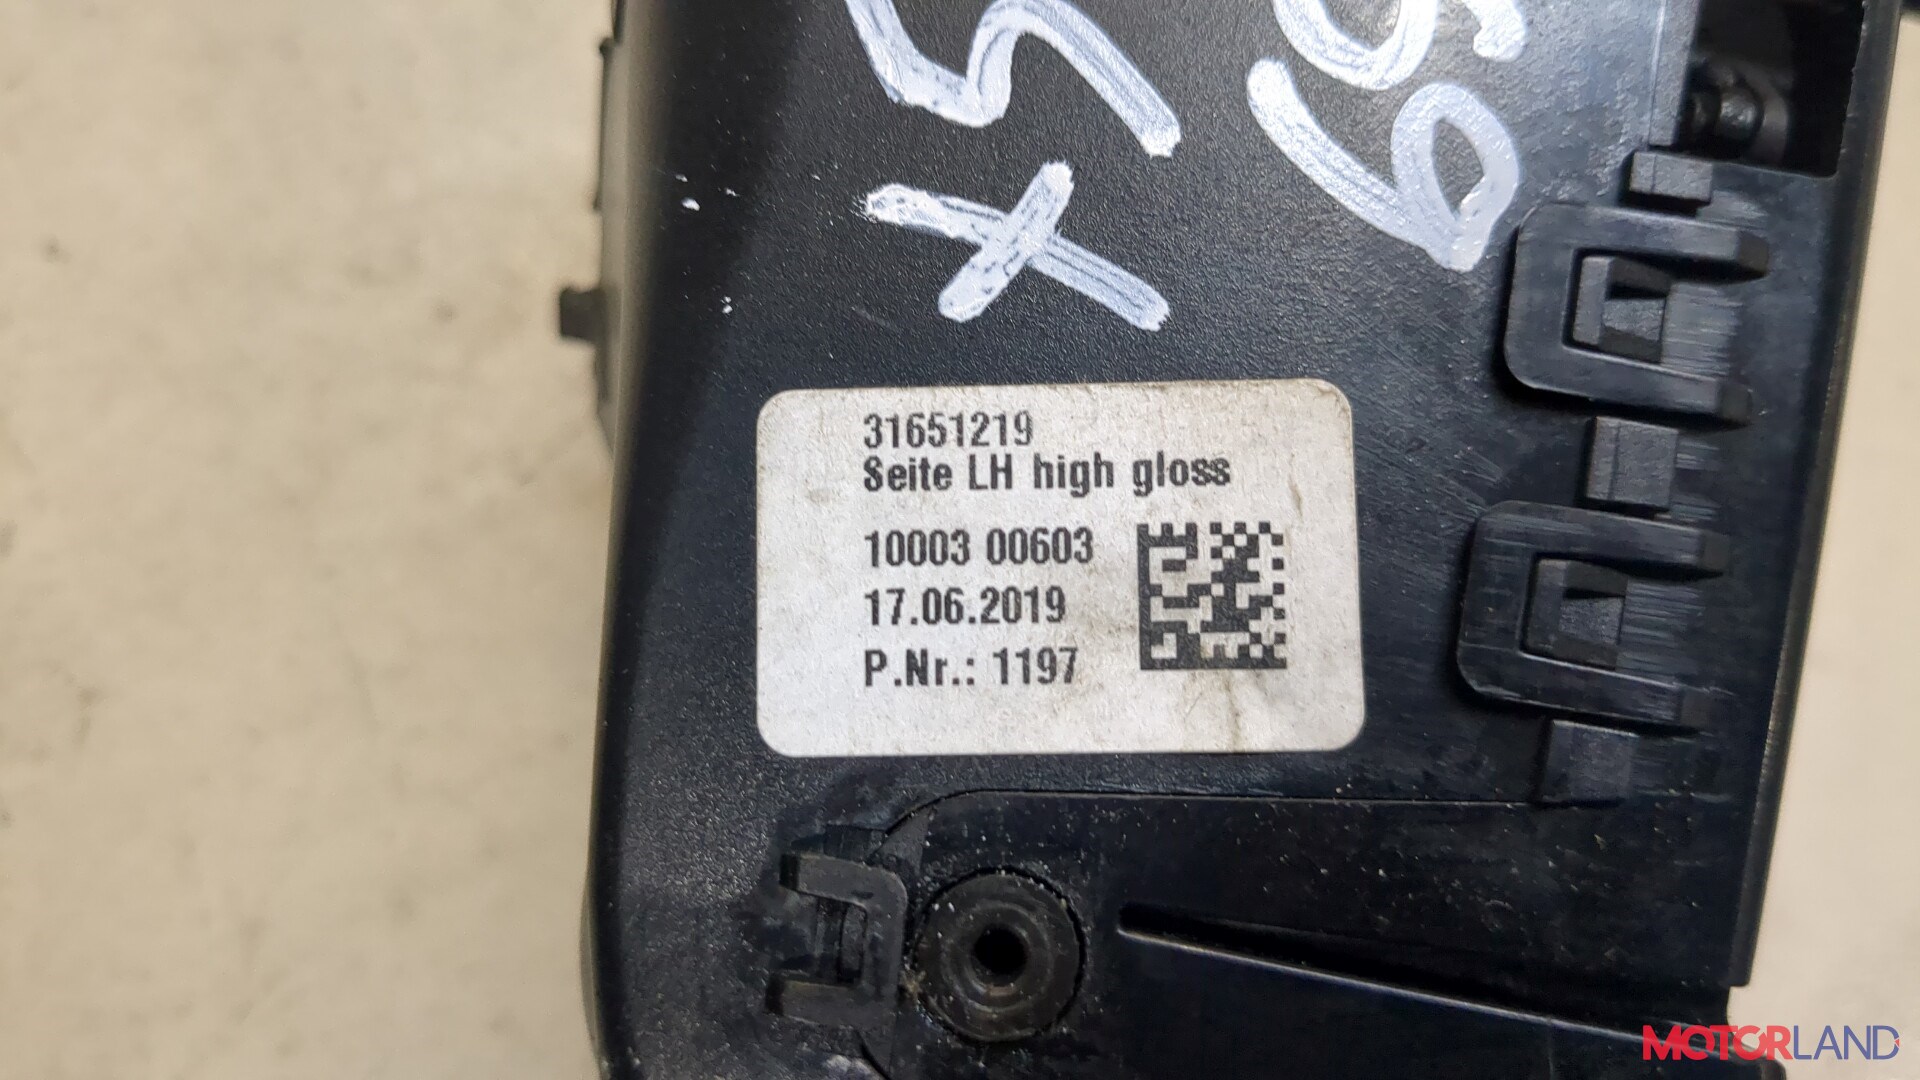 31651219
Seite LH high gloss
10003 00603
17.06.2019
P.Nr.: 1197
MOTORLAND